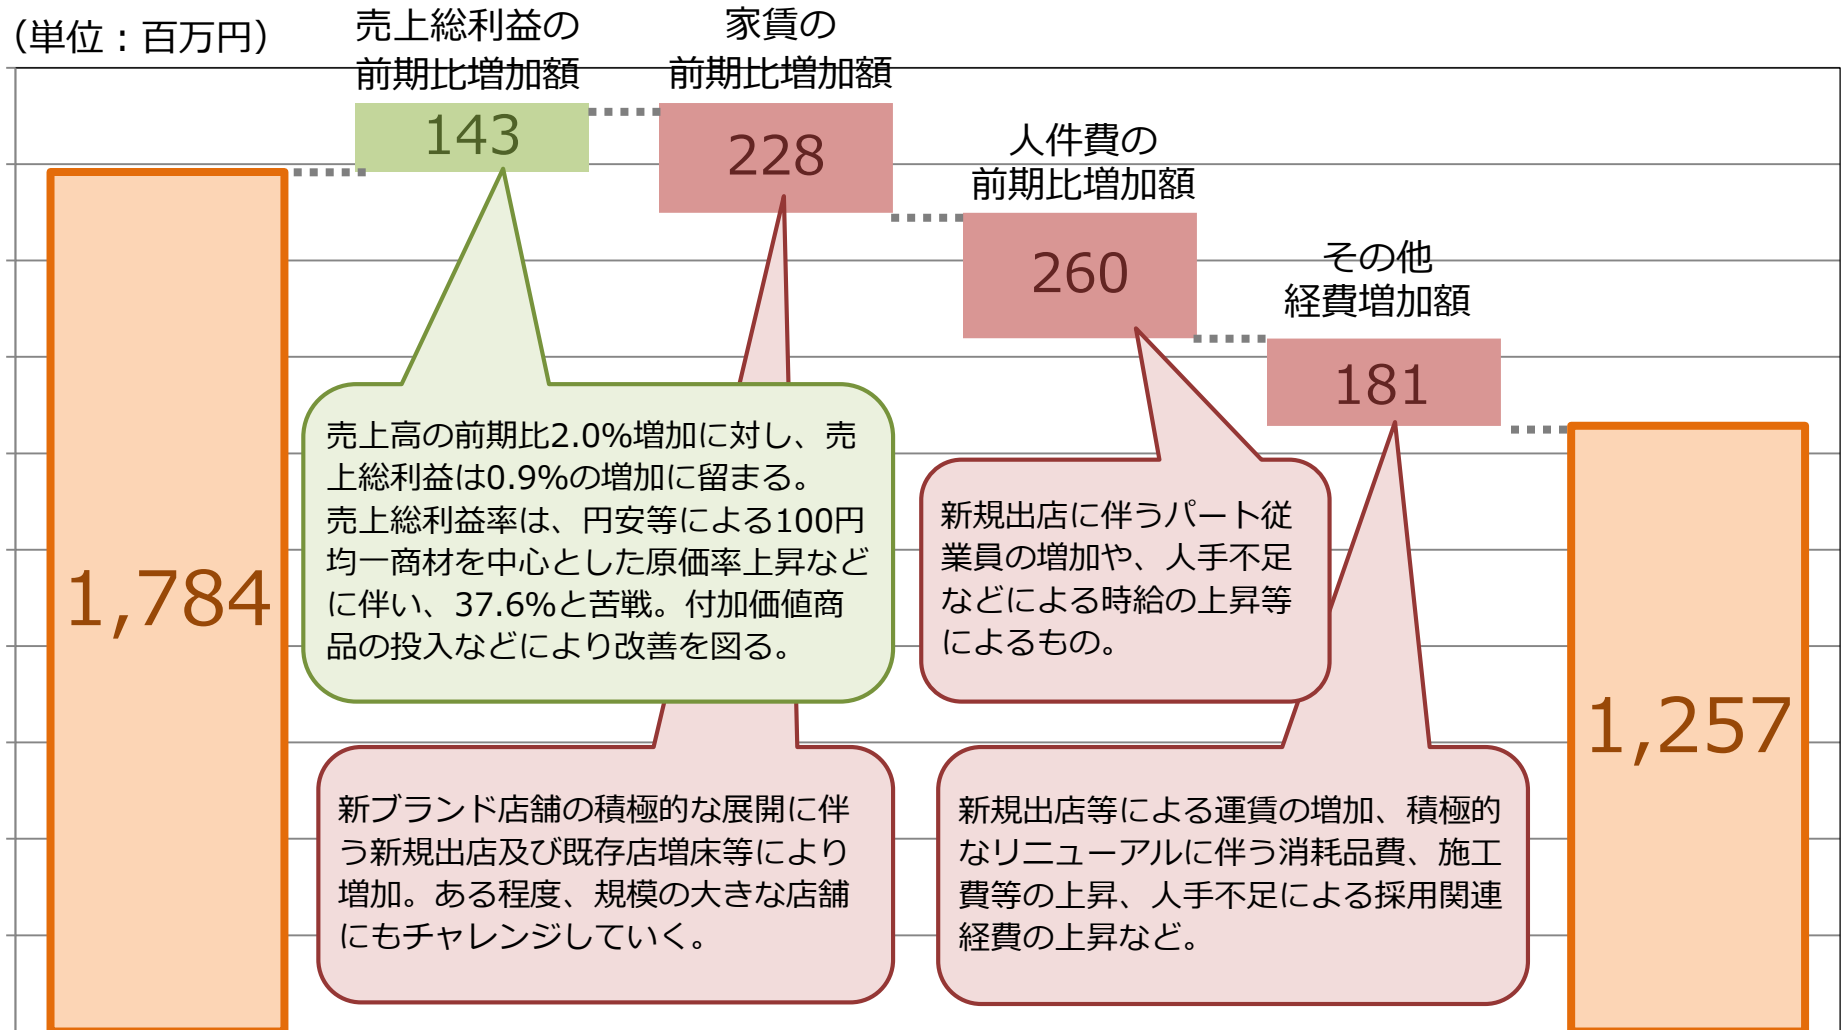 （単位：百万円）
売上総利益の
前期比増加額
家賃の
前期比増加額
人件費の
前期比増加額
その他
経費増加額
143
228
260
181
1,784
1,257
売上高の前期比2.0%増加に対し、売
上総利益は0.9%の増加に留まる。
売上総利益率は、円安等による100円
均一商材を中心とした原価率上昇など
に伴い、37.6%と苦戦。付加価値商
品の投入などにより改善を図る。
新規出店に伴うパート従
業員の増加や、人手不足
などによる時給の上昇等
によるもの。
新ブランド店舗の積極的な展開に伴
う新規出店及び既存店増床等により
増加。ある程度、規模の大きな店舗
にもチャレンジしていく。
新規出店等による運賃の増加、積極的
なリニューアルに伴う消耗品費、施工
費等の上昇、人手不足による採用関連
経費の上昇など。